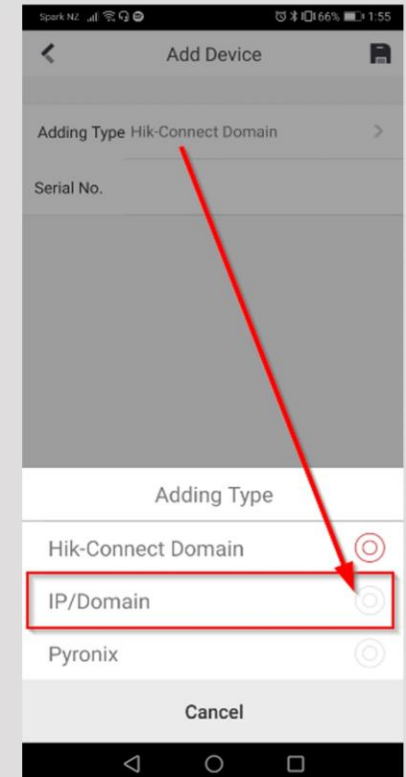 Spark NZ 66% 1:55
Add Device
Adding Type Hik-Connect Domain
Serial No.
Adding Type
Hik-Connect Domain
IP/Domain
Pyronix
Cancel